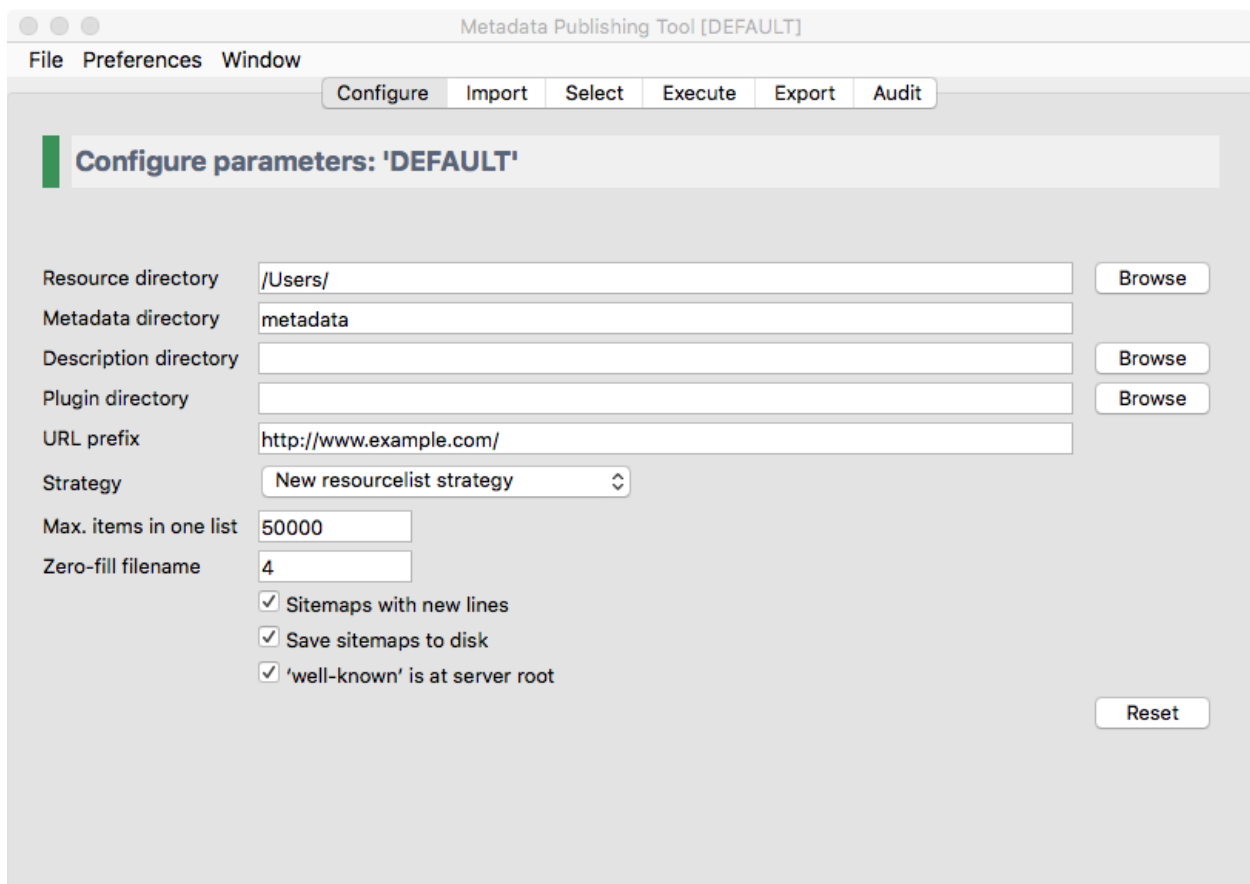 Metadata Publishing Tool [DEFAULT]
File Preferences Window
Configure Import Select Execute Export Audit
Configure parameters: 'DEFAULT'
Resource directory /Users/ Browse
Metadata directory metadata
Description directory Browse
Plugin directory Browse
URL prefix http://www.example.com/
Strategy New resourcelist strategy
Max. items in one list 50000
Zero-fill filename 4
Sitemaps with new lines
Save sitemaps to disk
‘well-known’ is at server root
Reset